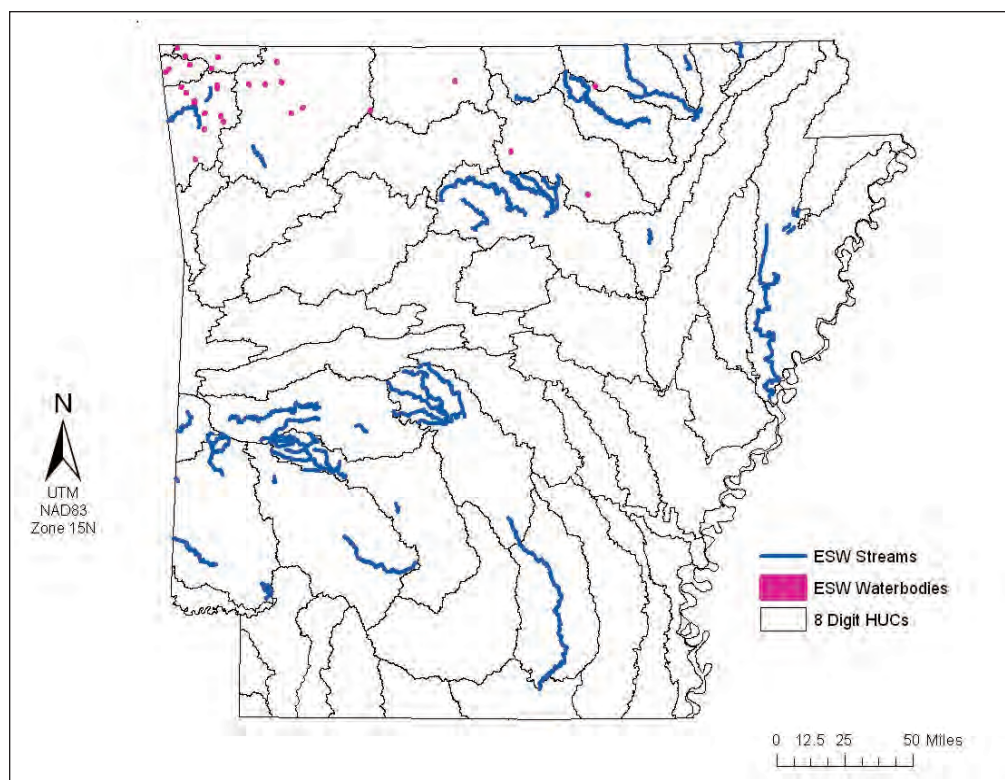 N
UTM
NAD83
Zone 15N
ESW Streams
ESW Waterbodies
8 Digit HUCs
0 12.5 25 50 Miles